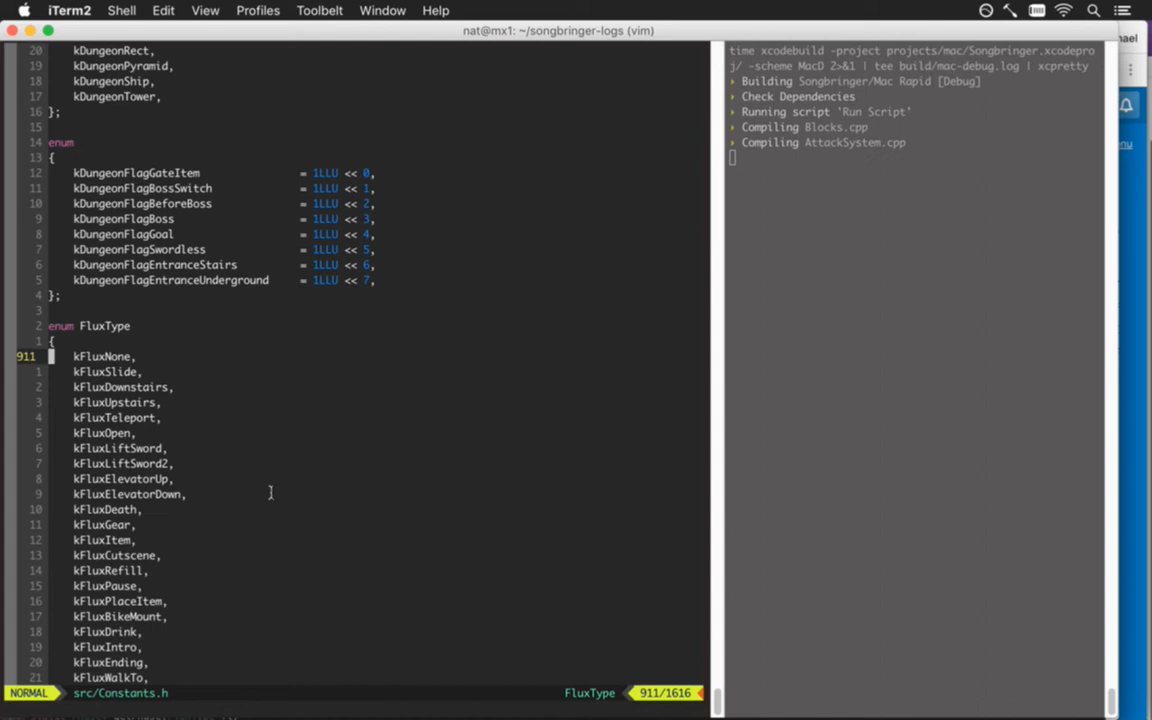 iTerm2 Shell Edit View Profiles Toolbelt Window Help
nat@mx1: ~/songbringer-logs (vim)
20 kDungeonRect,
19 kDungeonPyramid,
18 kDungeonShip,
17 kDungeonTower,
16 };
15
14 enum
13 {
12 kDungeonFlagGateItem = 1LLU << 0,
11 kDungeonFlagBossSwitch = 1LLU << 1,
10 kDungeonFlagBeforeBoss = 1LLU << 2,
9 kDungeonFlagBoss = 1LLU << 3,
8 kDungeonFlagGoal = 1LLU << 4,
7 kDungeonFlagSwordless = 1LLU << 5,
6 kDungeonFlagEntranceStairs = 1LLU << 6,
5 kDungeonFlagEntranceUnderground = 1LLU << 7,
4 };
3
2 enum FluxType
1 {
911 kFluxNone,
1 kFluxSlide,
2 kFluxDownstairs,
3 kFluxUpstairs,
4 kFluxTeleport,
5 kFluxOpen,
6 kFluxLiftSword,
7 kFluxLiftSword2,
8 kFluxElevatorUp,
9 kFluxElevatorDown,
10 kFluxDeath,
11 kFluxGear,
12 kFluxItem,
13 kFluxCutscene,
14 kFluxRefill,
15 kFluxPause,
16 kFluxPlaceItem,
17 kFluxBikeMount,
18 kFluxDrink,
19 kFluxIntro,
20 kFluxEnding,
21 kFluxWalkTo,
NORMAL src/Constants.h FluxType 911/1616
time xcodebuild -project projects/mac/Songbringer.xcodepro
j/ -scheme MacD 2>&1 | tee build/mac-debug.log | xcpretty
Building Songbringer/Mac Rapid [Debug]
Check Dependencies
Running script 'Run Script'
Compiling Blocks.cpp
Compiling AttackSystem.cpp
ael
nu